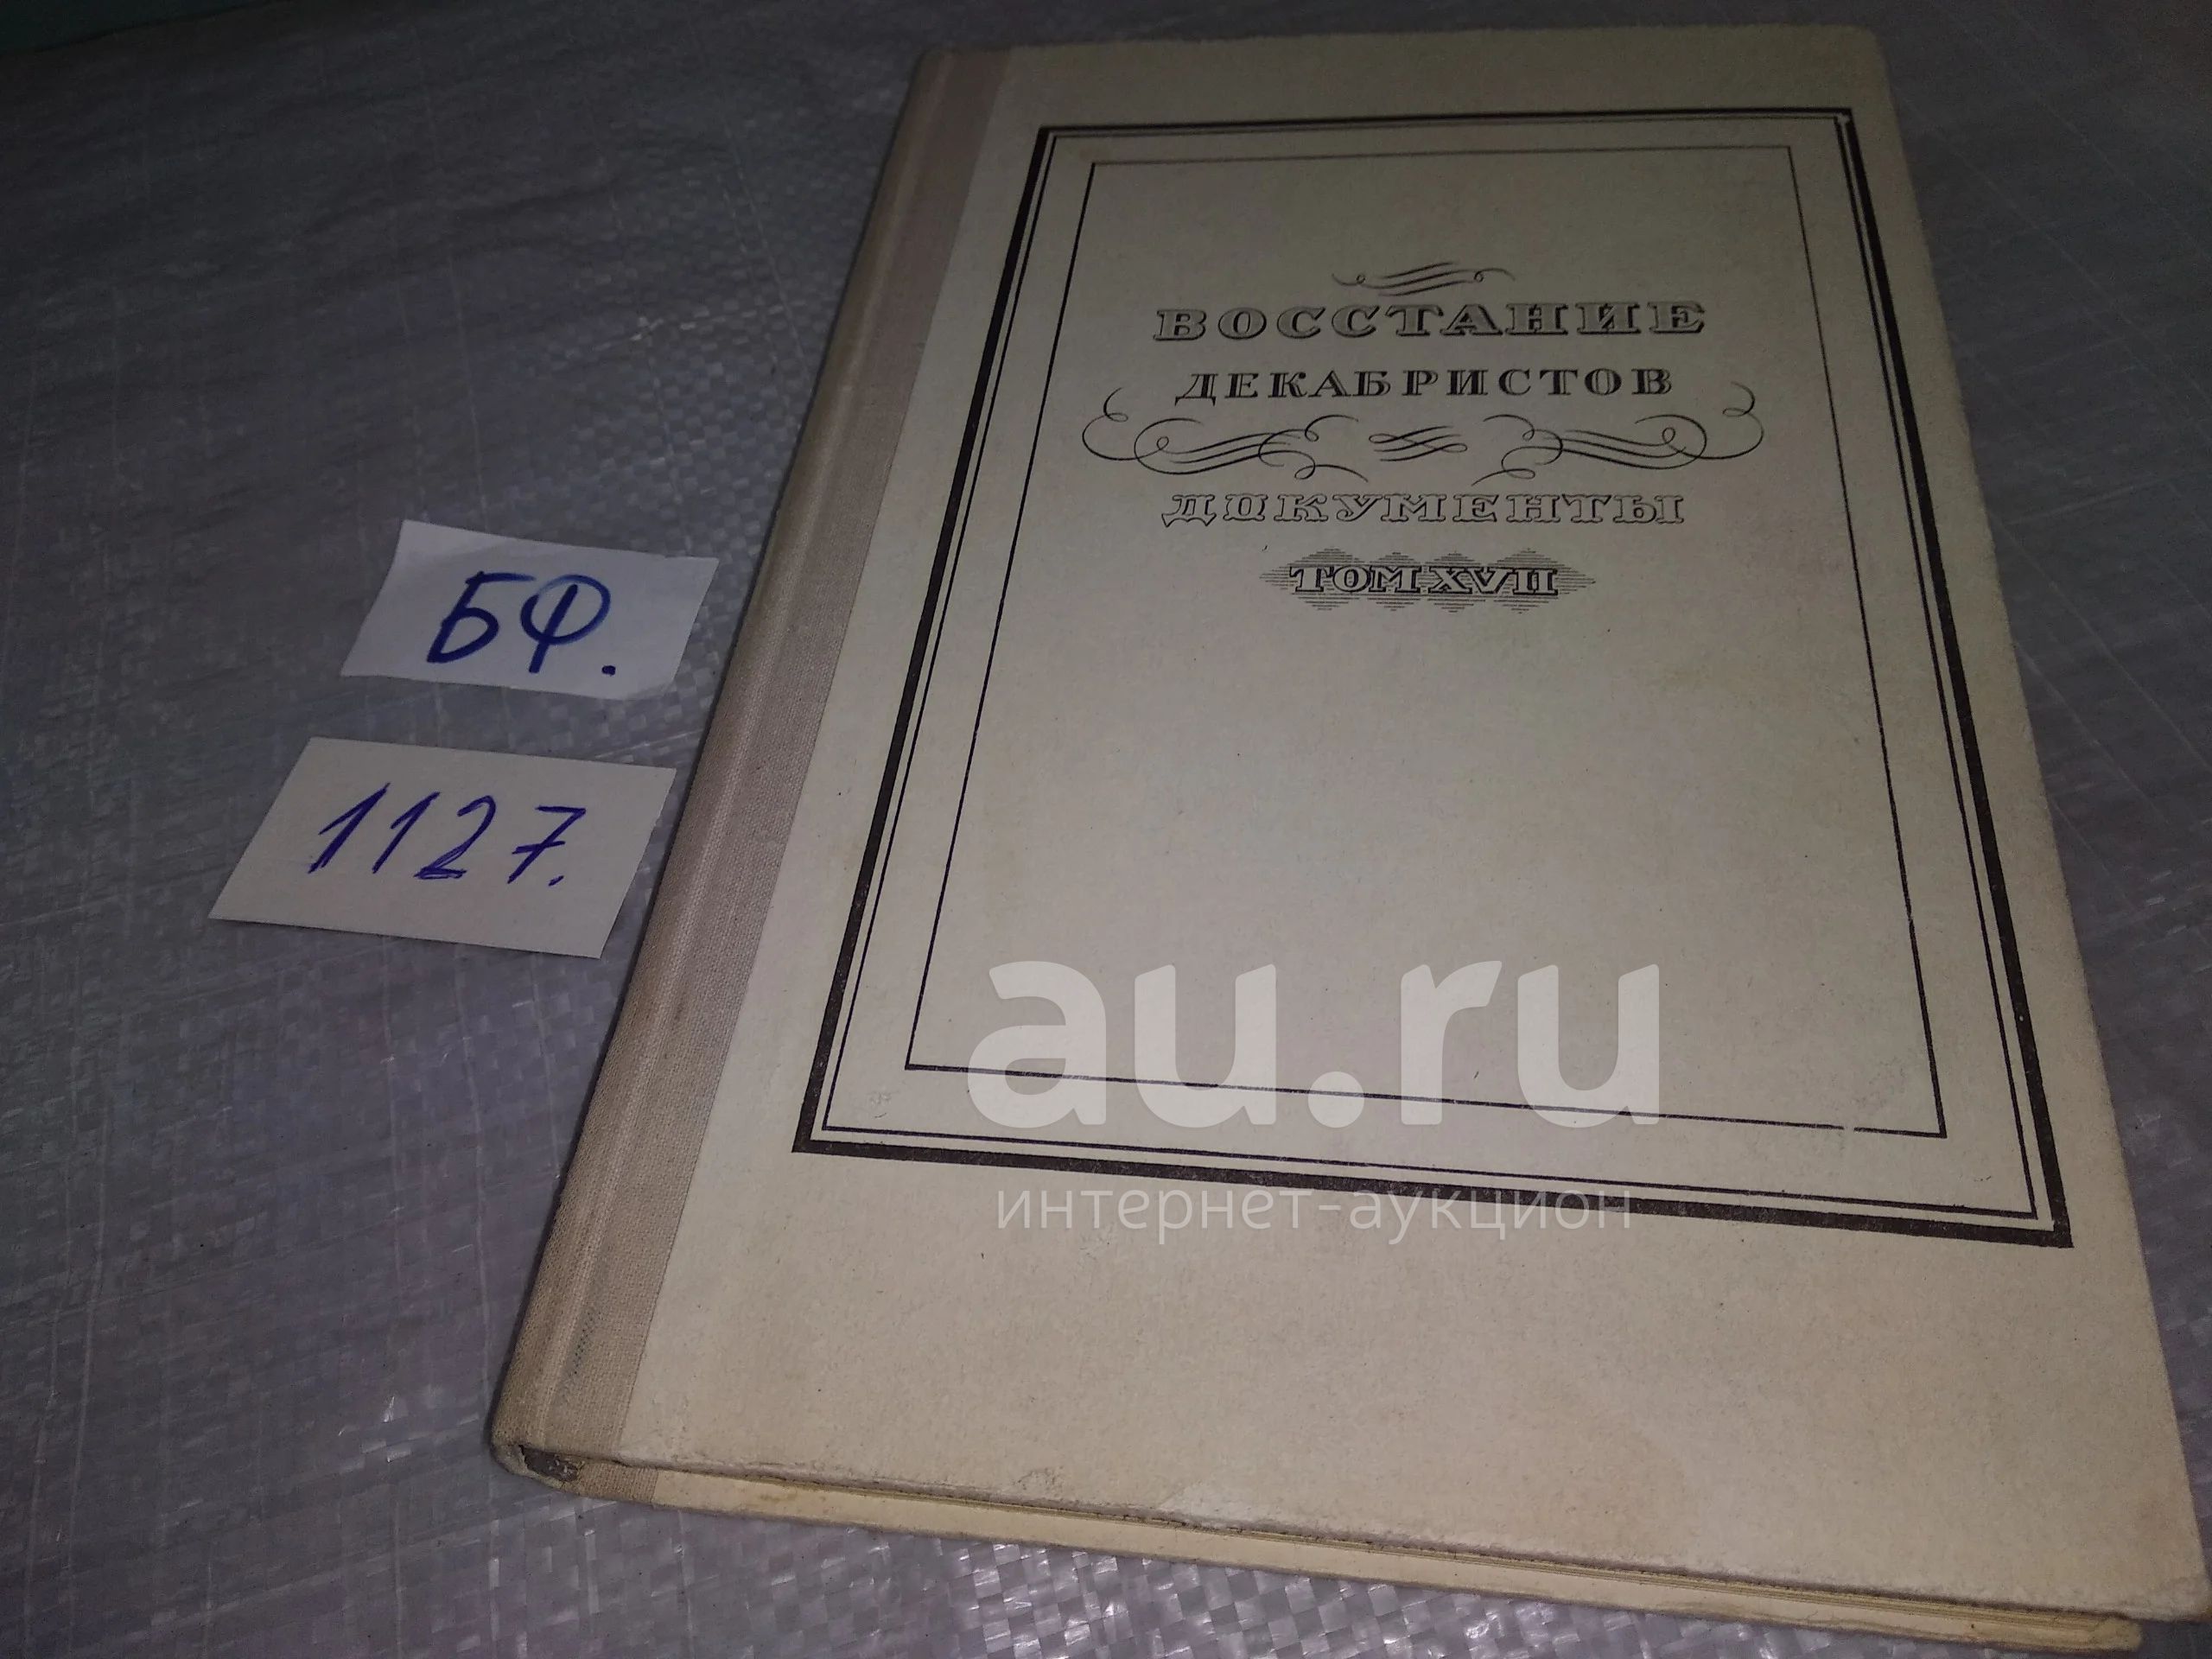 ВОССТАНИЕ
ДЕКАБРИСТОВ
ДОКУМЕНТЫ
ТОМ XVII
БФ.
1127.
au.ru
интернет-аукцион